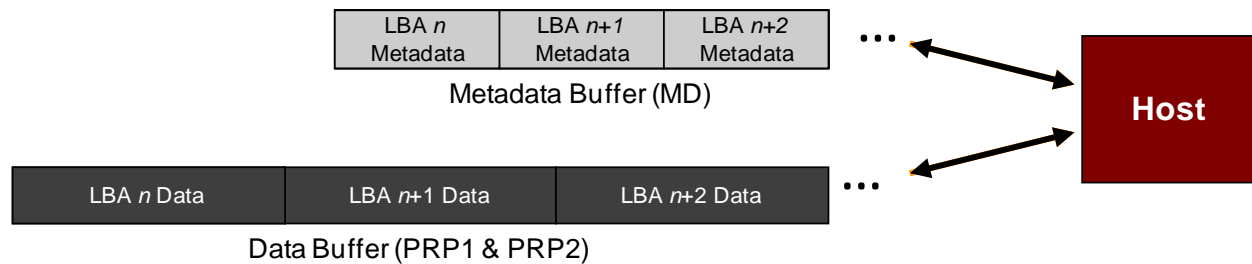 LBA n
Metadata
LBA n+1
Metadata
LBA n+2
Metadata
...
Metadata Buffer (MD)
Host
LBA n Data
LBA n+1 Data
LBA n+2 Data
...
Data Buffer (PRP1 & PRP2)